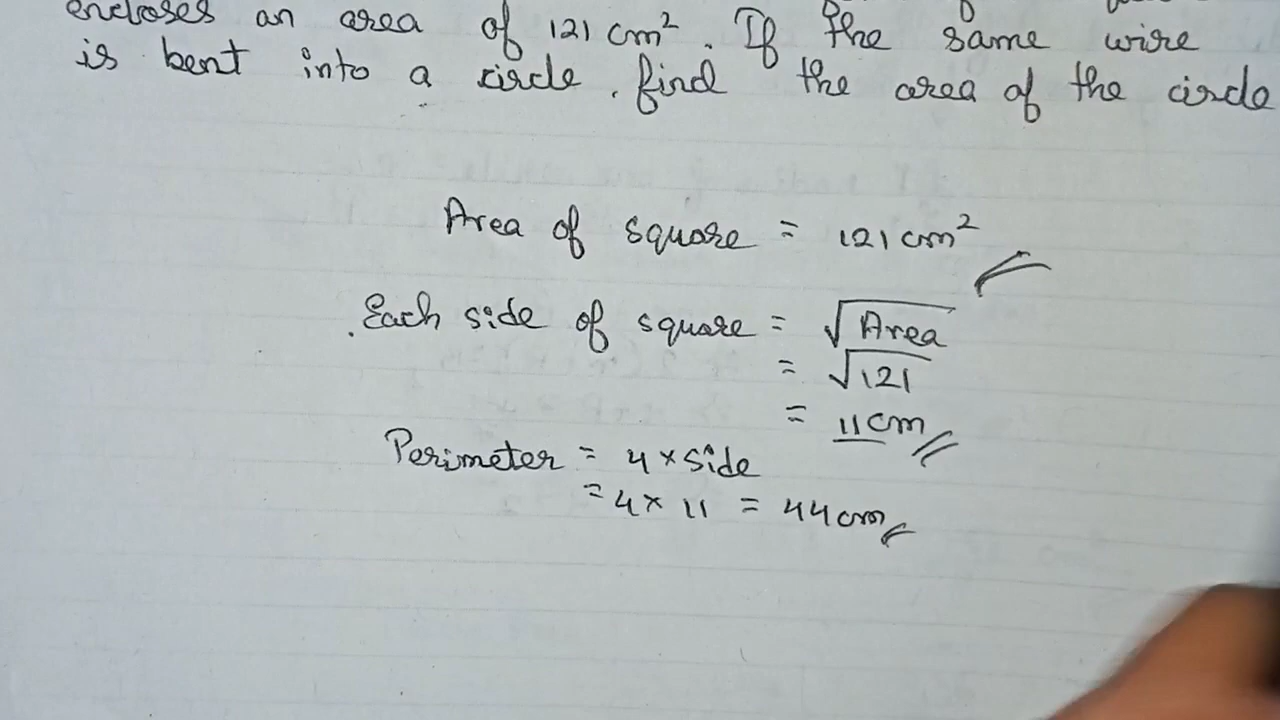 encloses an area of 121 cm². If the same wire
is bent into a circle. find the area of the circle
Area of square = 121 cm²
Each side of square = √Area
= √121
= 11cm
Perimeter = 4 × side
= 4 × 11 = 44cm